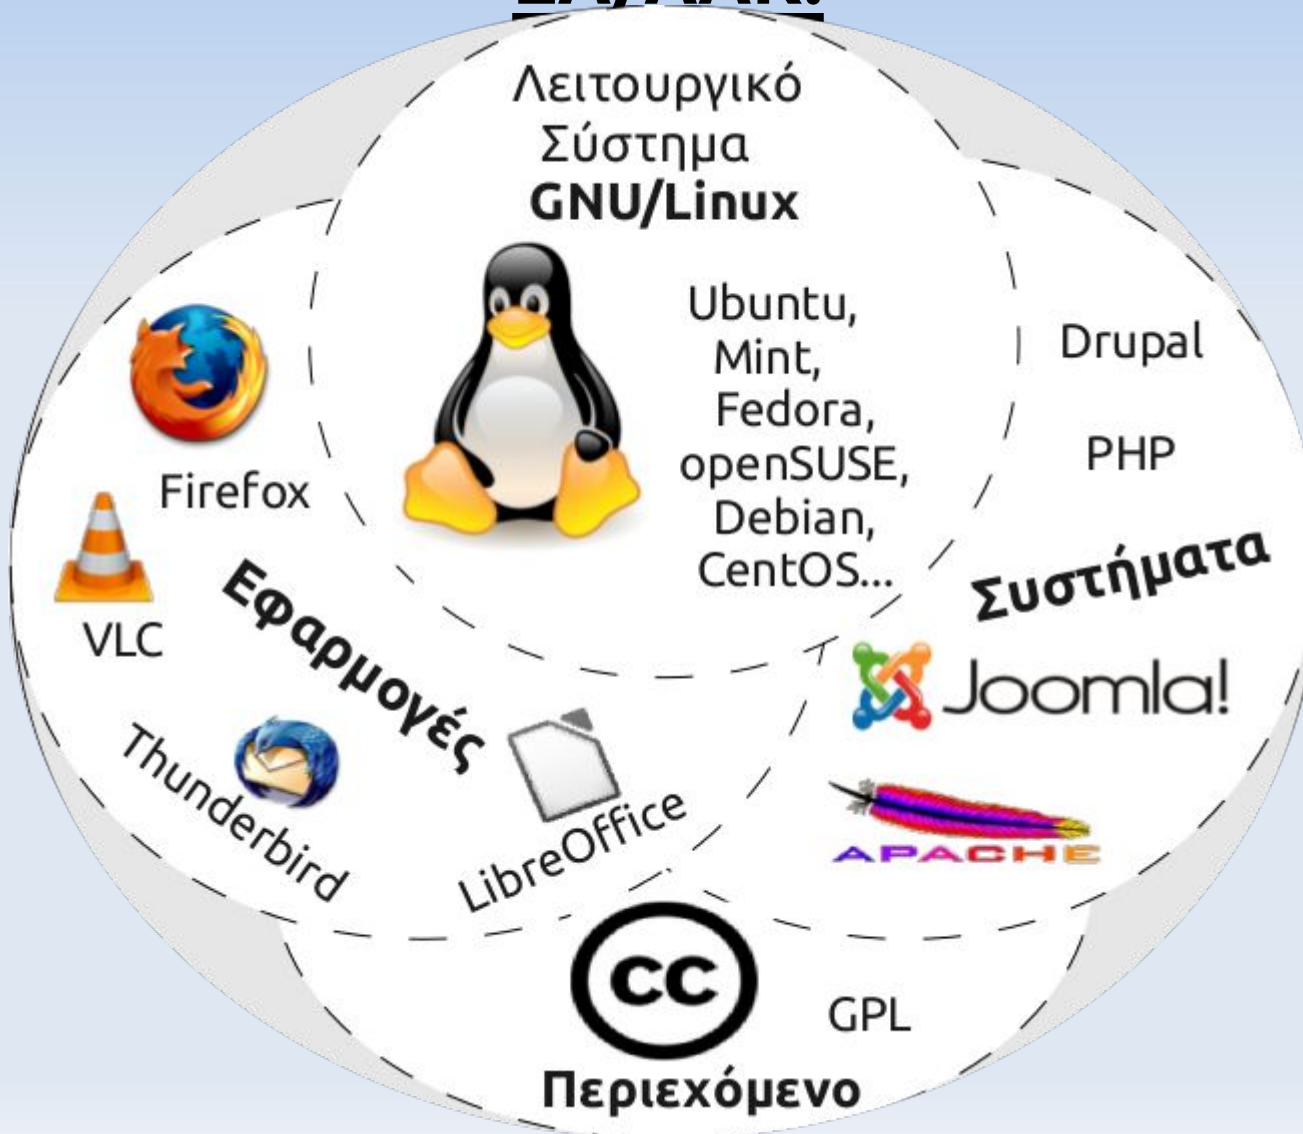 Λειτουργικό
Σύστημα
GNU/Linux
Ubuntu,
Mint,
Fedora,
openSUSE,
Debian,
CentOS...
Firefox
VLC
Εφαρμογές
Thunderbird
LibreOffice
Drupal
PHP
Συστήματα
Joomla!
APACHE
cc
GPL
Περιεχόμενο